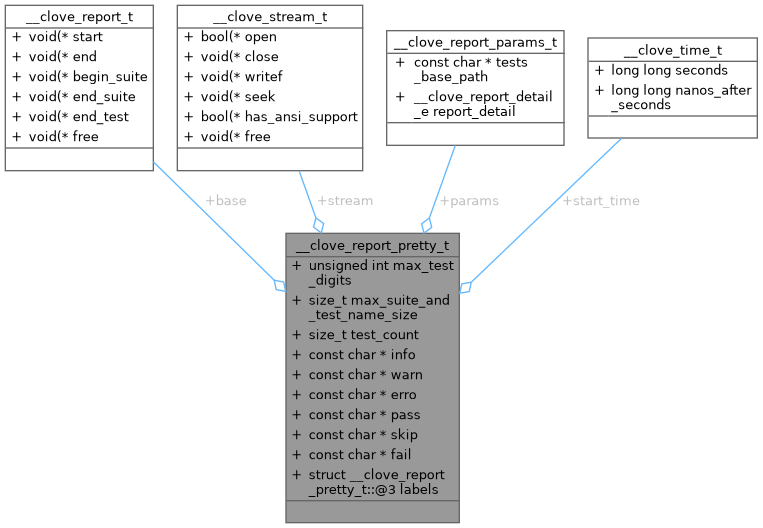 __clove_report_t
+ void(* start
+ void(* end
+ void(* begin_suite
+ void(* end_suite
+ void(* end_test
+ void(* free
__clove_stream_t
+ bool(* open
+ void(* close
+ void(* writef
+ void(* seek
+ bool(* has_ansi_support
+ void(* free
__clove_report_params_t
+ const char * tests
_base_path
+ __clove_report_detail
_e report_detail
__clove_time_t
+ long long seconds
+ long long nanos_after
_seconds
+base
+stream
+params
+start_time
__clove_report_pretty_t
+ unsigned int max_test
_digits
+ size_t max_suite_and
_test_name_size
+ size_t test_count
+ const char * info
+ const char * warn
+ const char * erro
+ const char * pass
+ const char * skip
+ const char * fail
+ struct __clove_report
_pretty_t::@3 labels